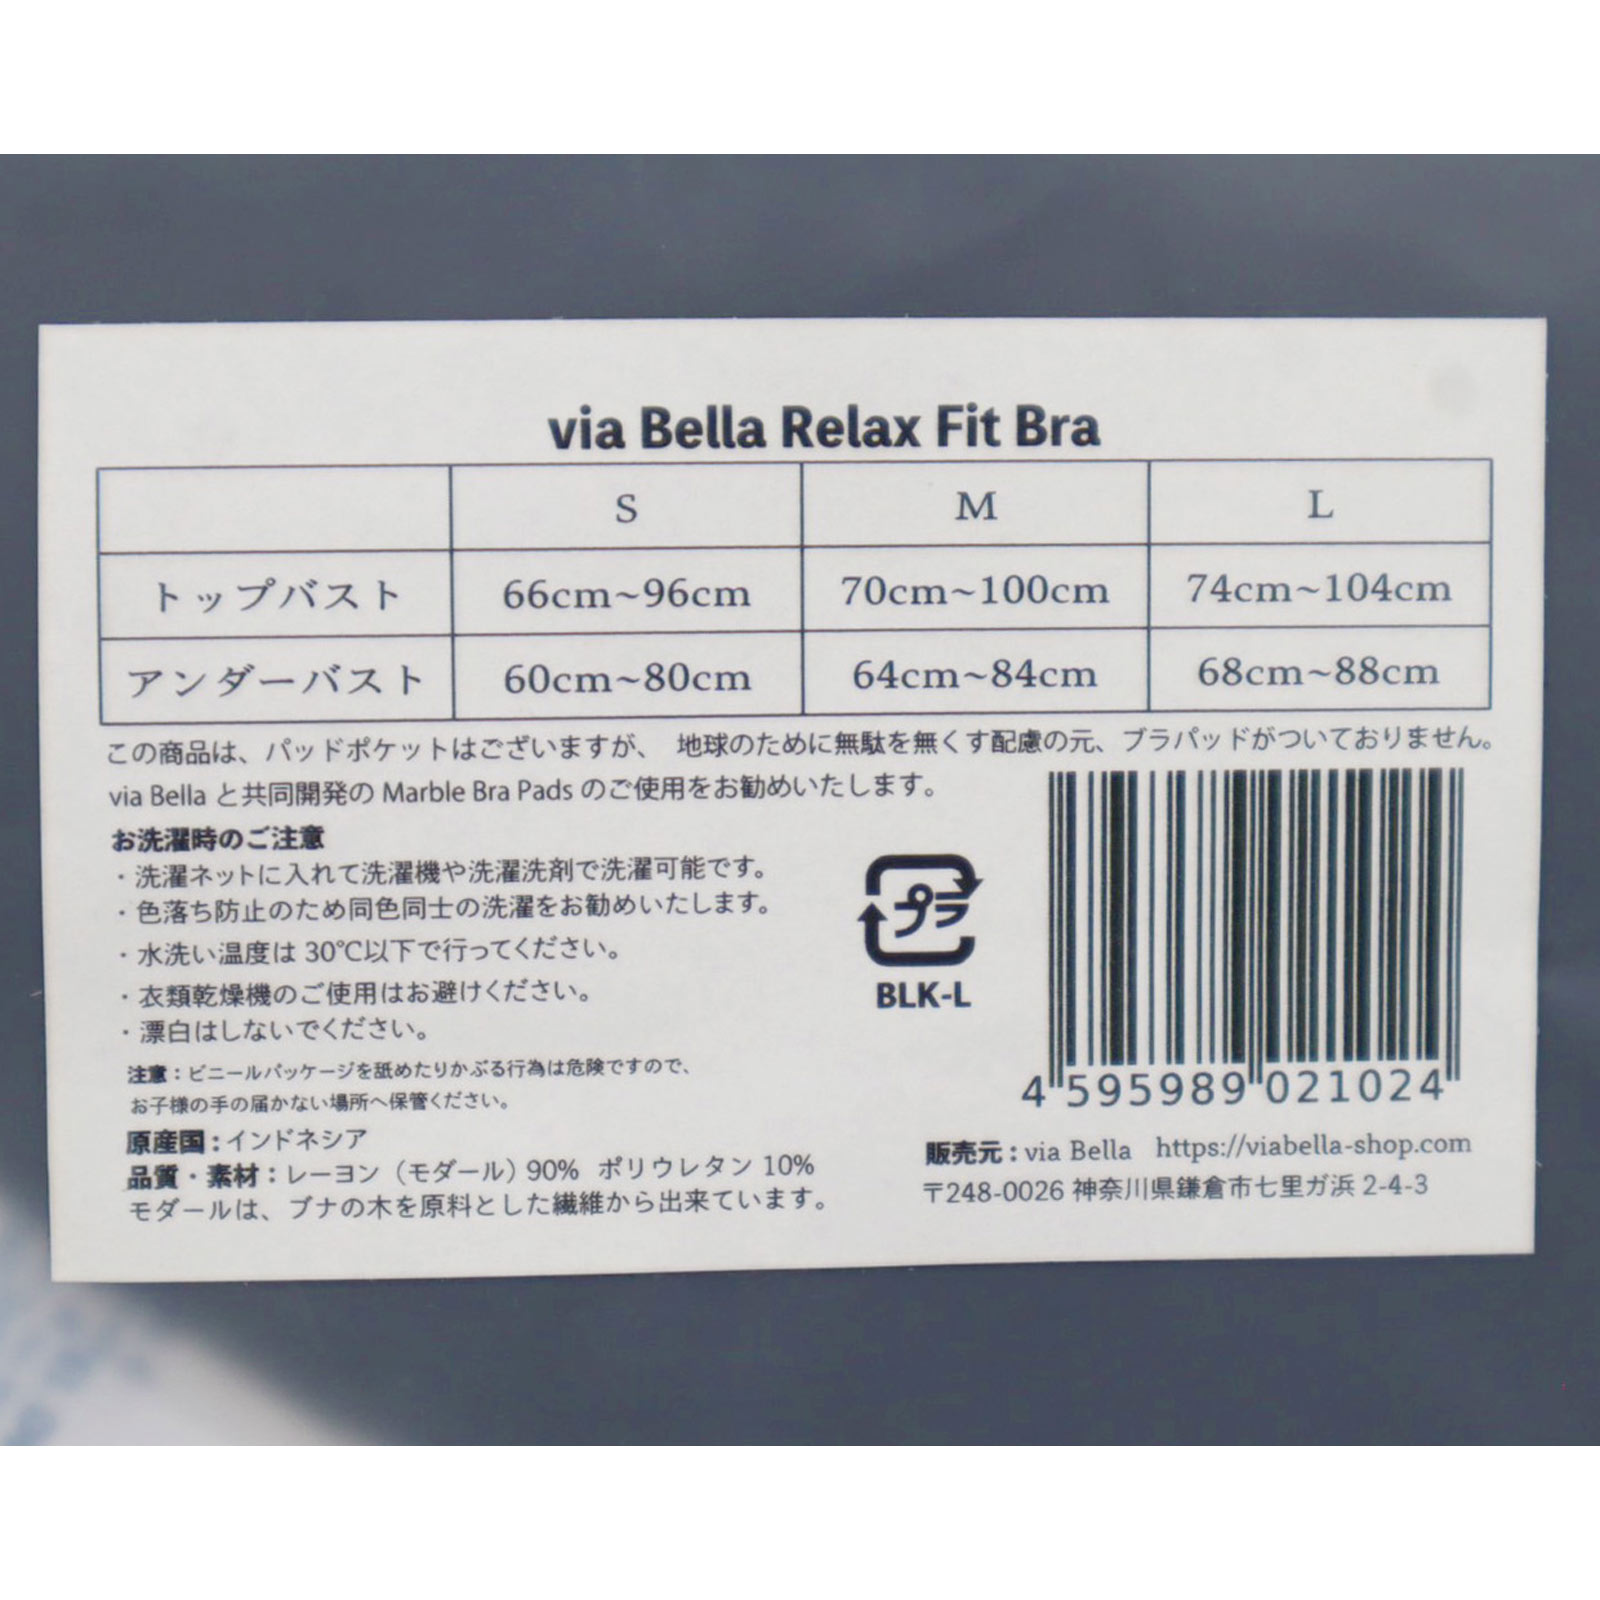 via Bella Relax Fit Bra
S M L
トップバスト 66cm~96cm 70cm~100cm 74cm~104cm
アンダーバスト 60cm~80cm 64cm~84cm 68cm~88cm
この商品は、パッドポケットはございますが、 地球のために無駄を無くす配慮の元、ブラパッドがついておりません。
via Bella と共同開発の Marble Bra Pads のご使用をお勧めいたします。
お洗濯時のご注意
・洗濯ネットに入れて洗濯機や洗濯洗剤で洗濯可能です。
・色落ち防止のため同色同士の洗濯をお勧めいたします。
・水洗い温度は 30℃以下で行ってください。
・衣類乾燥機のご使用はお避けください。
・漂白はしないでください。
注意：ビニールパッケージを舐めたりかぶる行為は危険ですので、
お子様の手の届かない場所へ保管ください。
原産国：インドネシア
品質・素材：レーヨン（モダール）90% ポリウレタン 10%
モダールは、ブナの木を原料とした繊維から出来ています。
プラ
BLK-L
4 595989 021024
販売元：via Bella https://viabella-shop.com
〒248-0026 神奈川県鎌倉市七里ガ浜 2-4-3